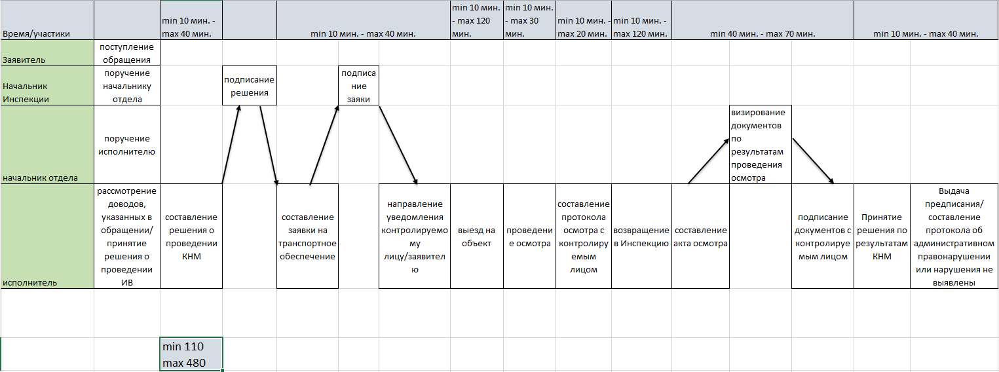 Время/участики
min 10 мин. -
max 40 мин.
min 10 мин. - max 40 мин.
min 10 мин.
- max 120
мин.
min 10 мин.
- max 30
мин.
min 10 мин. -
max 20 мин.
min 10 мин. -
max 120 мин.
min 40 мин. - max 70 мин.
min 10 мин. - max 40 мин.
Заявитель
поступление
обращения
Начальник
Инспекции
поручение
начальнику
отдела
подписание
решения
подписа
ние
заяки
начальник отдела
поручение
исполнителю
визирование
документов
по
результатам
проведения
осмотра
исполнитель
рассмотрение
доводов,
указанных в
обращении/
принятие
решения о
проведении
ИВ
составление
решения о
проведении
КНМ
составление
заявки на
транспортное
обеспечение
направление
уведомления
контролируемо
му
лицу/заявител
ю
выезд на
объект
проведени
е осмотра
составление
протокола
осмотра с
контролиру
емым
лицом
возвращение
в Инспекцию
составление
акта осмотра
подписание
документов с
контролируе
мым лицом
Принятие
решения по
результатам
КНМ
Выдача
предписания/
составление
протокола об
административном
правонарушении
или нарушения не
выявлены
min 110
max 480